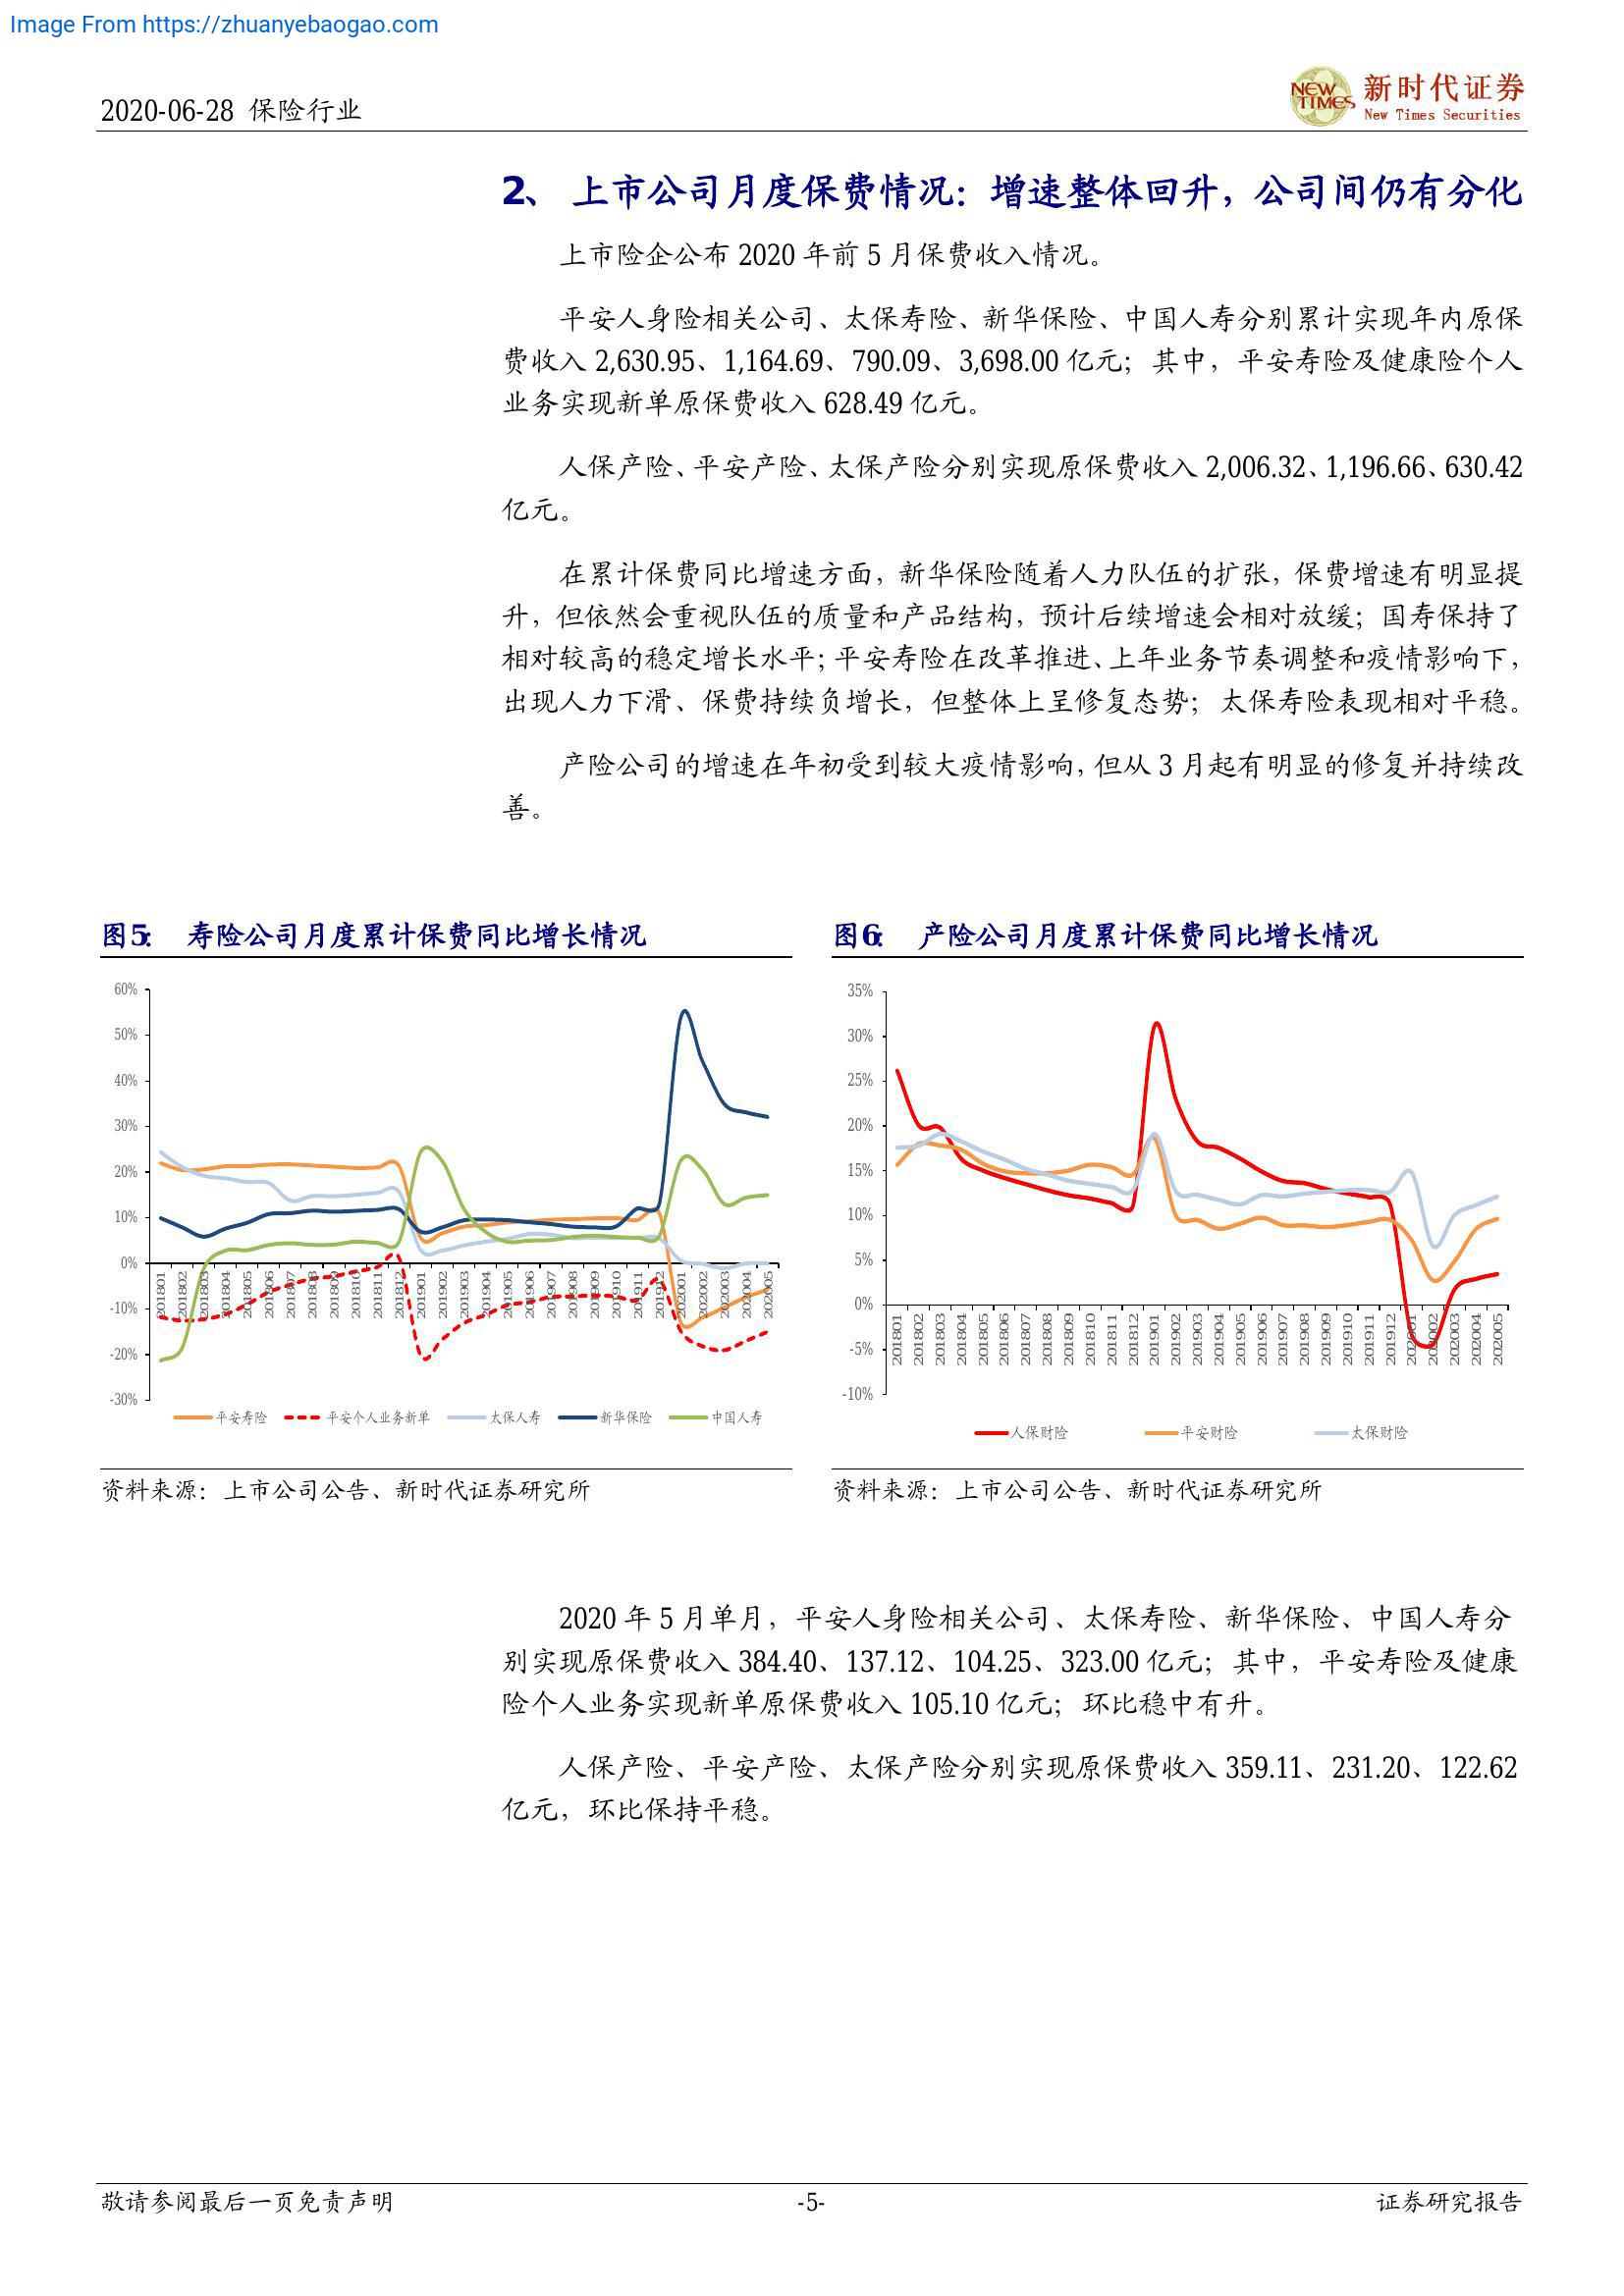 Image From https://zhuanyebaogao.com
2020-06-28 保险行业
NEW TIMES
新时代证券
New Times Securities
2、 上市公司月度保费情况：增速整体回升，公司间仍有分化
上市险企公布 2020 年前 5 月保费收入情况。
平安人身险相关公司、太保寿险、新华保险、中国人寿分别累计实现年内原保
费收入 2,630.95、1,164.69、790.09、3,698.00 亿元；其中，平安寿险及健康险个人
业务实现新单原保费收入 628.49 亿元。
人保产险、平安产险、太保产险分别实现原保费收入 2,006.32、1,196.66、630.42
亿元。
在累计保费同比增速方面，新华保险随着人力队伍的扩张，保费增速有明显提
升，但依然会重视队伍的质量和产品结构，预计后续增速会相对放缓；国寿保持了
相对较高的稳定增长水平；平安寿险在改革推进、上年业务节奏调整和疫情影响下，
出现人力下滑、保费持续负增长，但整体上呈修复态势；太保寿险表现相对平稳。
产险公司的增速在年初受到较大疫情影响，但从 3 月起有明显的修复并持续改
善。
图5： 寿险公司月度累计保费同比增长情况
60%
50%
40%
30%
20%
10%
0%
-10%
-20%
-30%
201801
201802
201803
201804
201805
201806
201807
201808
201809
201810
201811
201812
201901
201902
201903
201904
201905
201906
201907
201908
201909
201910
201911
201912
202001
202002
202003
202004
202005
平安寿险 平安个人业务新单 太保人寿 新华保险 中国人寿
资料来源：上市公司公告、新时代证券研究所
图6： 产险公司月度累计保费同比增长情况
35%
30%
25%
20%
15%
10%
5%
0%
-5%
-10%
201801
201802
201803
201804
201805
201806
201807
201808
201809
201810
201811
201812
201901
201902
201903
201904
201905
201906
201907
201908
201909
201910
201911
201912
202001
202002
202003
202004
202005
人保财险 平安财险 太保财险
资料来源：上市公司公告、新时代证券研究所
2020 年 5 月单月，平安人身险相关公司、太保寿险、新华保险、中国人寿分
别实现原保费收入 384.40、137.12、104.25、323.00 亿元；其中，平安寿险及健康
险个人业务实现新单原保费收入 105.10 亿元；环比稳中有升。
人保产险、平安产险、太保产险分别实现原保费收入 359.11、231.20、122.62
亿元，环比保持平稳。
敬请参阅最后一页免责声明
-5-
证券研究报告